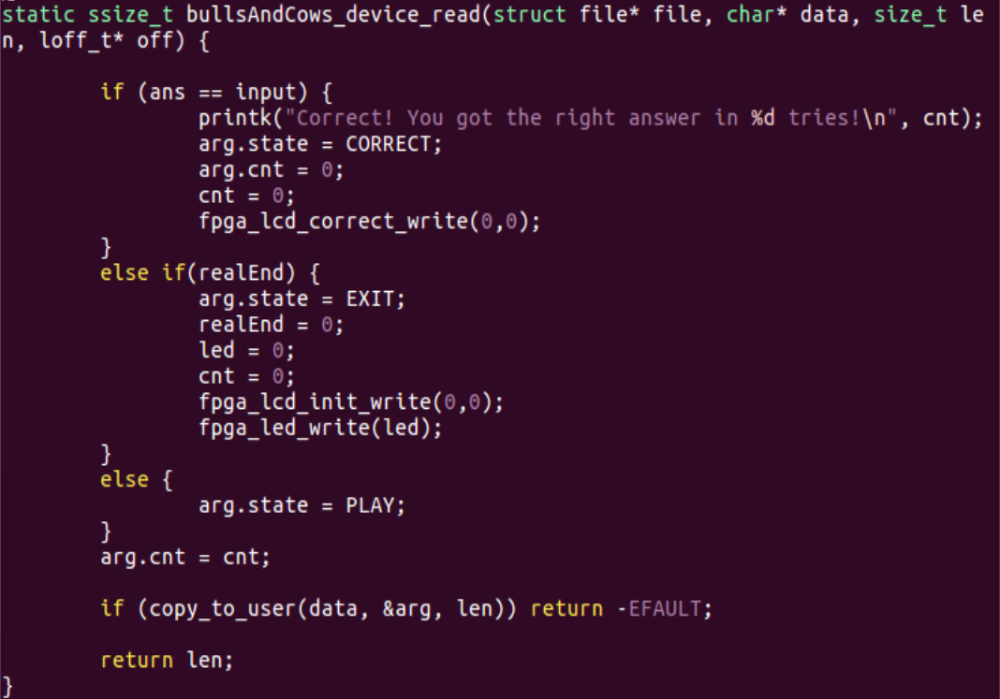 static ssize_t bullsAndCows_device_read(struct file* file, char* data, size_t le
n, loff_t* off) {
        if (ans == input) {
                printk("Correct! You got the right answer in %d tries!\n", cnt);
                arg.state = CORRECT;
                arg.cnt = 0;
                cnt = 0;
                fpga_lcd_correct_write(0,0);
        }
        else if(realEnd) {
                arg.state = EXIT;
                realEnd = 0;
                led = 0;
                cnt = 0;
                fpga_lcd_init_write(0,0);
                fpga_led_write(led);
        }
        else {
                arg.state = PLAY;
        }
        arg.cnt = cnt;
        if (copy_to_user(data, &arg, len)) return -EFAULT;
        return len;
}